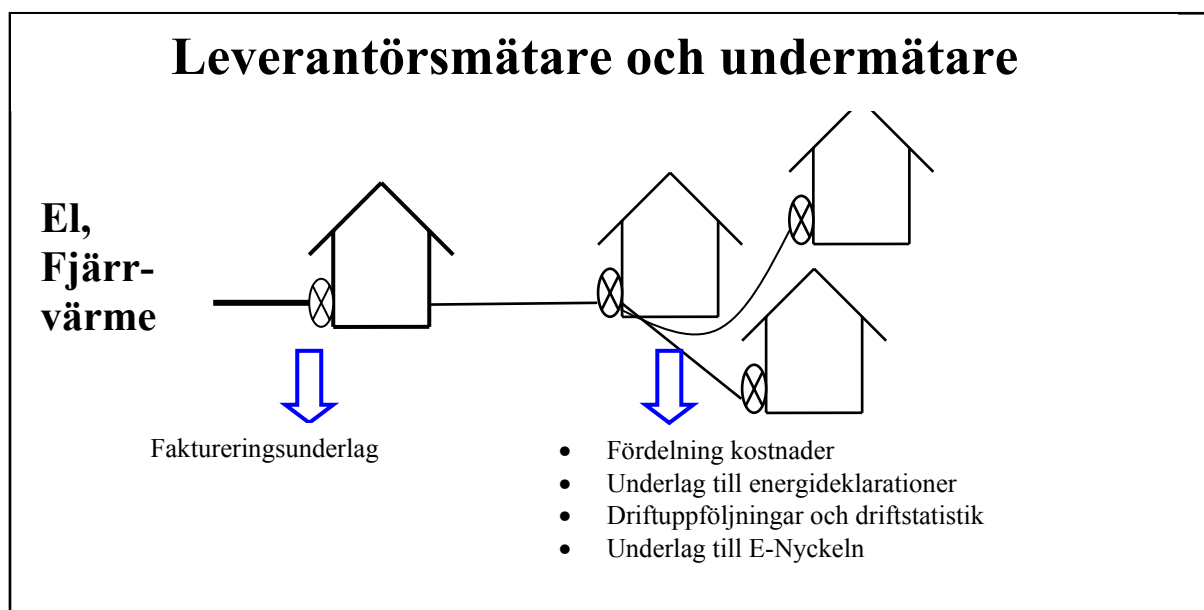 Leverantörsmätare och undermätare
El,
Fjärr-
värme
Faktureringsunderlag
• Fördelning kostnader
• Underlag till energideklarationer
• Driftuppföljningar och driftstatistik
• Underlag till E-Nyckeln